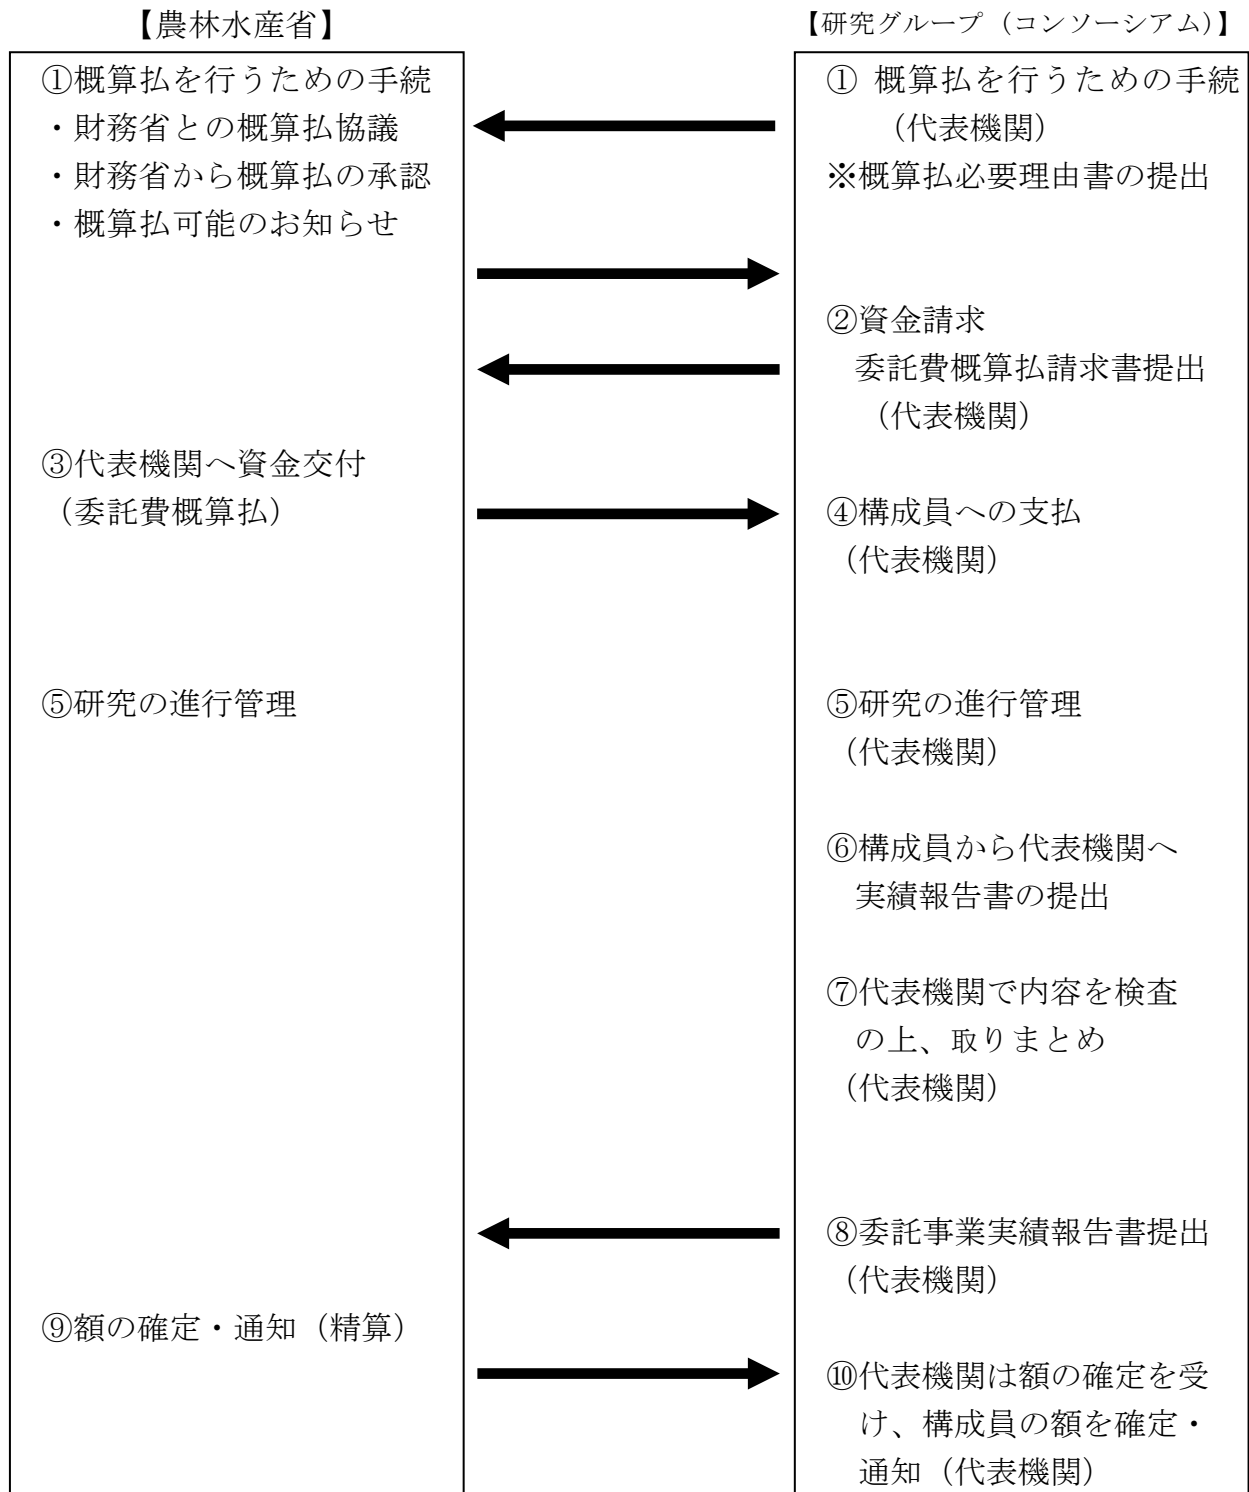 【農林水産省】
①概算払を行うための手続
・財務省との概算払協議
・財務省から概算払の承認
・概算払可能のお知らせ
③代表機関へ資金交付
（委託費概算払）
⑤研究の進行管理
⑨額の確定・通知（精算）
【研究グループ（コンソーシアム）】
① 概算払を行うための手続
（代表機関）
※概算払必要理由書の提出
②資金請求
委託費概算払請求書提出
（代表機関）
④構成員への支払
（代表機関）
⑤研究の進行管理
（代表機関）
⑥構成員から代表機関へ
実績報告書の提出
⑦代表機関で内容を検査
の上、取りまとめ
（代表機関）
⑧委託事業実績報告書提出
（代表機関）
⑩代表機関は額の確定を受
け、構成員の額を確定・
通知（代表機関）